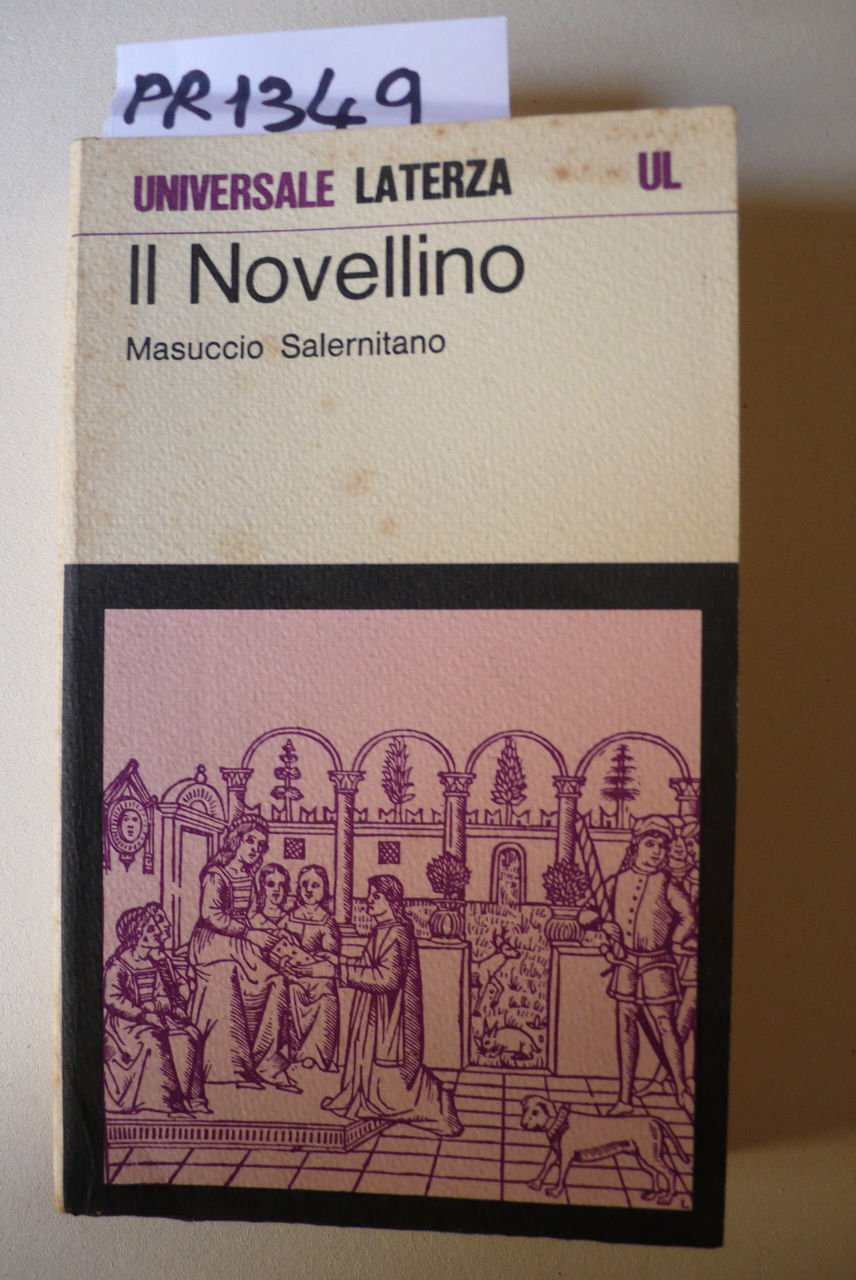 PR1349
UNIVERSALE LATERZA UL
Il Novellino
Masuccio Salernitano